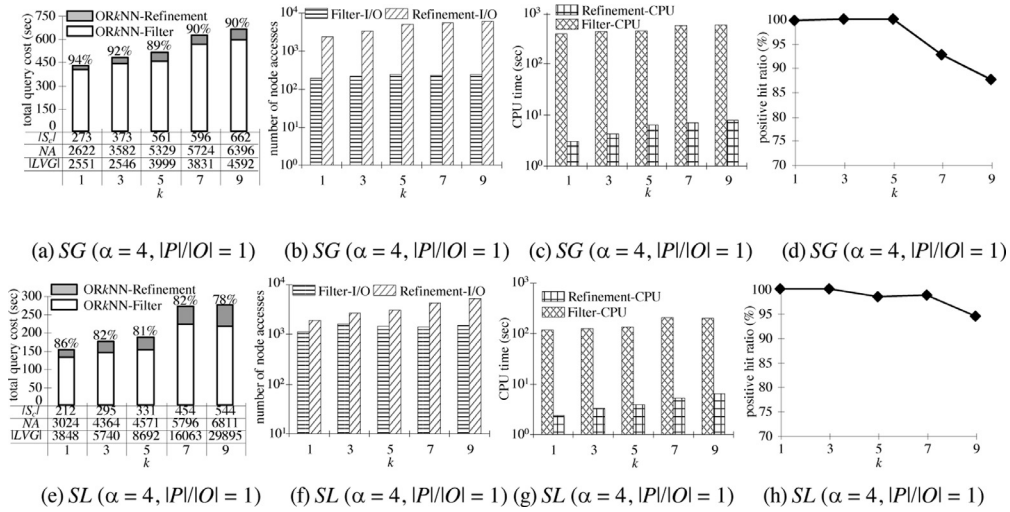 ORkNN-Refinement
ORkNN-Filter
total query cost (sec)
750
600
450
300
150
0
94%
92%
89%
90%
90%
|Sc| 273 373 561 596 662
NA 2622 3582 5329 5724 6396
|LVG| 2551 2546 3999 3831 4592
1 3 5 7 9
k
(a) SG (α = 4, |P|/|O| = 1)
Filter-I/O Refinement-I/O
number of node accesses
10^4
10^3
10^2
10^1
10^0
1 3 5 7 9
k
(b) SG (α = 4, |P|/|O| = 1)
Refinement-CPU
Filter-CPU
CPU time (sec)
10^3
10^2
10^1
10^0
1 3 5 7 9
k
(c) SG (α = 4, |P|/|O| = 1)
positive hit ratio (%)
100
95
90
85
80
75
70
1 3 5 7 9
k
(d) SG (α = 4, |P|/|O| = 1)
ORkNN-Refinement
ORkNN-Filter
total query cost (sec)
300
250
200
150
100
50
0
86%
82%
81%
82%
78%
|Sc| 212 295 331 454 544
NA 3024 4364 4571 5796 6811
|LVG| 3848 5740 8692 16063 29895
1 3 5 7 9
k
(e) SL (α = 4, |P|/|O| = 1)
Filter-I/O Refinement-I/O
number of node accesses
10^4
10^3
10^2
10^1
1 3 5 7 9
k
(f) SL (α = 4, |P|/|O| = 1)
Refinement-CPU
Filter-CPU
CPU time (sec)
10^3
10^2
10^1
10^0
1 3 5 7 9
k
(g) SL (α = 4, |P|/|O| = 1)
positive hit ratio (%)
100
95
90
85
80
75
70
1 3 5 7 9
k
(h) SL (α = 4, |P|/|O| = 1)